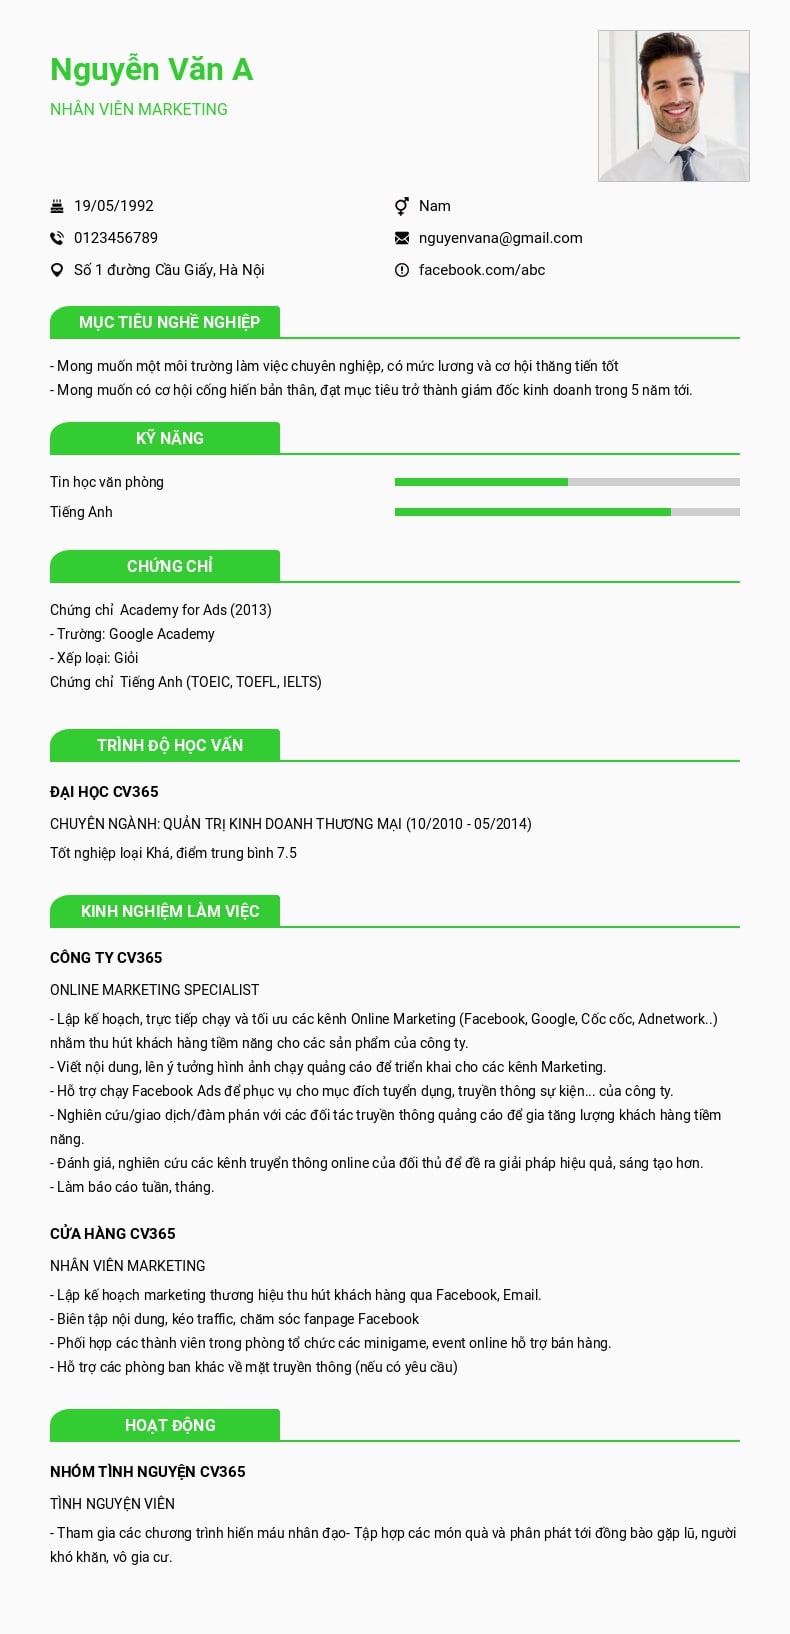 Nguyễn Văn A
NHÂN VIÊN MARKETING
19/05/1992
Nam
0123456789
nguyenvana@gmail.com
Số 1 đường Cầu Giấy, Hà Nội
facebook.com/abc
MỤC TIÊU NGHỀ NGHIỆP
- Mong muốn một môi trường làm việc chuyên nghiệp, có mức lương và cơ hội thăng tiến tốt
- Mong muốn có cơ hội cống hiến bản thân, đạt mục tiêu trở thành giám đốc kinh doanh trong 5 năm tới.
KỸ NĂNG
Tin học văn phòng
Tiếng Anh
CHỨNG CHỈ
Chứng chỉ Academy for Ads (2013)
- Trường: Google Academy
- Xếp loại: Giỏi
Chứng chỉ Tiếng Anh (TOEIC, TOEFL, IELTS)
TRÌNH ĐỘ HỌC VẤN
ĐẠI HỌC CV365
CHUYÊN NGÀNH: QUẢN TRỊ KINH DOANH THƯƠNG MẠI (10/2010 - 05/2014)
Tốt nghiệp loại Khá, điểm trung bình 7.5
KINH NGHIỆM LÀM VIỆC
CÔNG TY CV365
ONLINE MARKETING SPECIALIST
- Lập kế hoạch, trực tiếp chạy và tối ưu các kênh Online Marketing (Facebook, Google, Cốc cốc, Adnetwork..)
nhằm thu hút khách hàng tiềm năng cho các sản phẩm của công ty.
- Viết nội dung, lên ý tưởng hình ảnh chạy quảng cáo để triển khai cho các kênh Marketing.
- Hỗ trợ chạy Facebook Ads để phục vụ cho mục đích tuyển dụng, truyền thông sự kiện... của công ty.
- Nghiên cứu/giao dịch/đàm phán với các đối tác truyền thông quảng cáo để gia tăng lượng khách hàng tiềm
năng.
- Đánh giá, nghiên cứu các kênh truyển thông online của đối thủ để đề ra giải pháp hiệu quả, sáng tạo hơn.
- Làm báo cáo tuần, tháng.
CỬA HÀNG CV365
NHÂN VIÊN MARKETING
- Lập kế hoạch marketing thương hiệu thu hút khách hàng qua Facebook, Email.
- Biên tập nội dung, kéo traffic, chăm sóc fanpage Facebook
- Phối hợp các thành viên trong phòng tổ chức các minigame, event online hỗ trợ bán hàng.
- Hỗ trợ các phòng ban khác về mặt truyền thông (nếu có yêu cầu)
HOẠT ĐỘNG
NHÓM TÌNH NGUYỆN CV365
TÌNH NGUYỆN VIÊN
- Tham gia các chương trình hiến máu nhân đạo- Tập hợp các món quà và phân phát tới đồng bào gặp lũ, người
khó khăn, vô gia cư.